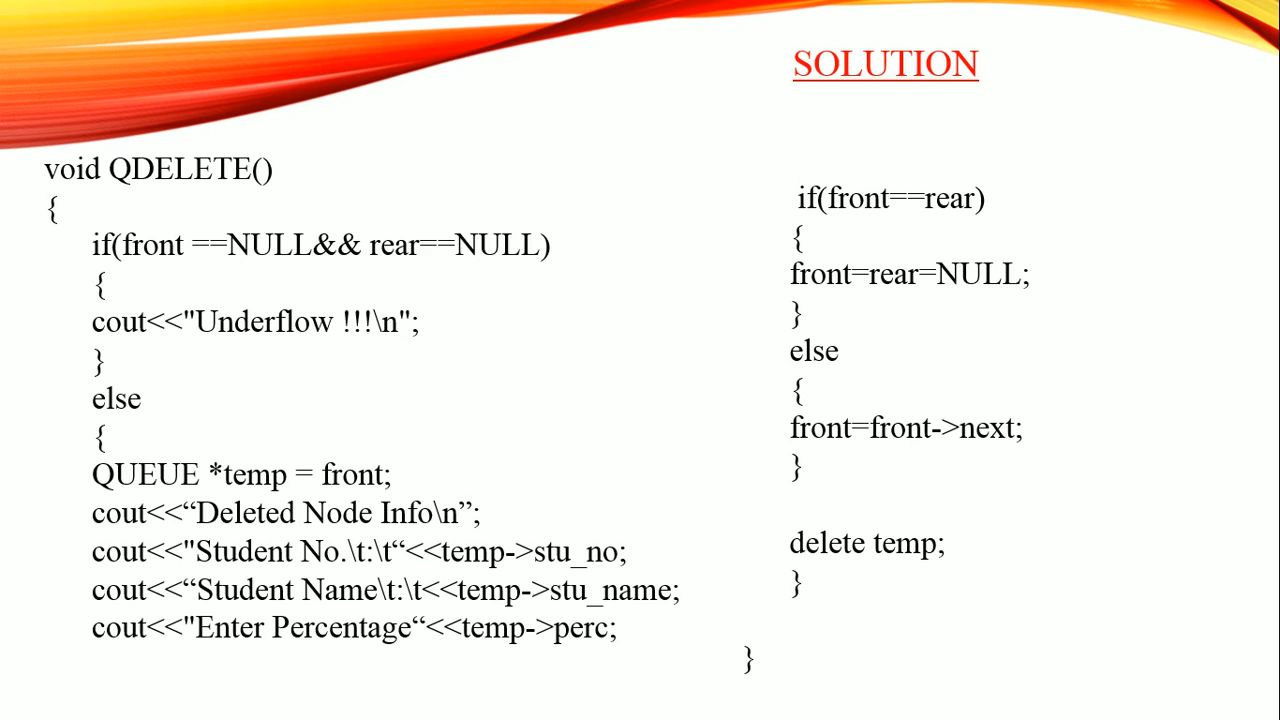 SOLUTION
void QDELETE()
{
if(front ==NULL&& rear==NULL)
{
cout<<"Underflow !!!\n";
}
else
{
QUEUE *temp = front;
cout<<“Deleted Node Info\n”;
cout<<"Student No.\t:\t“<<temp->stu_no;
cout<<“Student Name\t:\t<<temp->stu_name;
cout<<"Enter Percentage“<<temp->perc;
if(front==rear)
{
front=rear=NULL;
}
else
{
front=front->next;
}
delete temp;
}
}